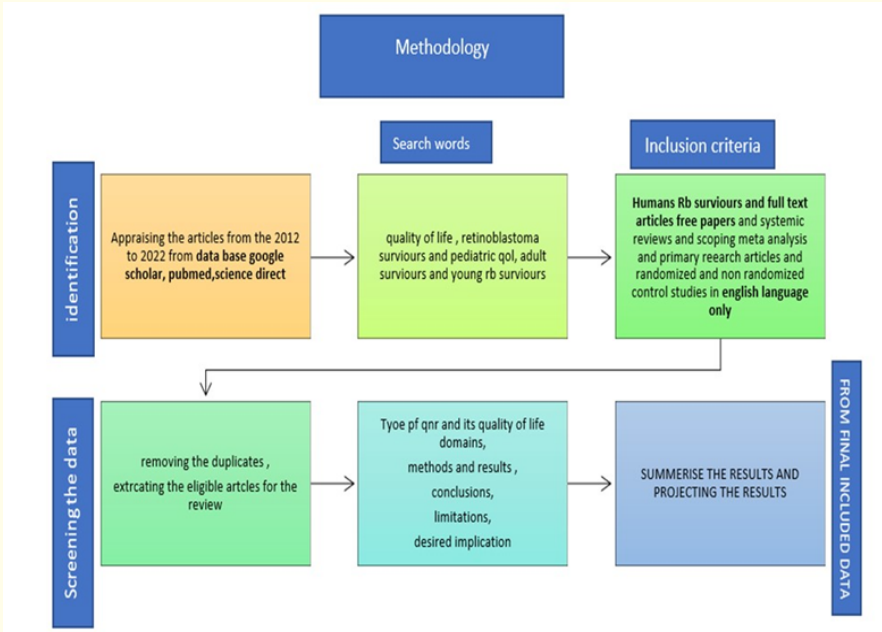 Methodology
Search words
Inclusion criteria
identification
Appraising the articles from the 2012
to 2022 from data base google
scholar, pubmed,science direct
quality of life , retinoblastoma
surviours and pediatric qol, adult
surviours and young rb surviours
Humans Rb surviours and full text
articles free papers and systemic
reviews and scoping meta analysis
and primary reearch articles and
randomized and non randomized
control studies in english language
only
Screening the data
removing the duplicates ,
extrcating the eligible artcles for the
review
Tyoe pf qnr and its quality of life
domains,
methods and results ,
conclusions,
limitations,
desired implication
SUMMERISE THE RESULTS AND
PROJECTING THE RESULTS
FROM FINAL INCLUDED DATA